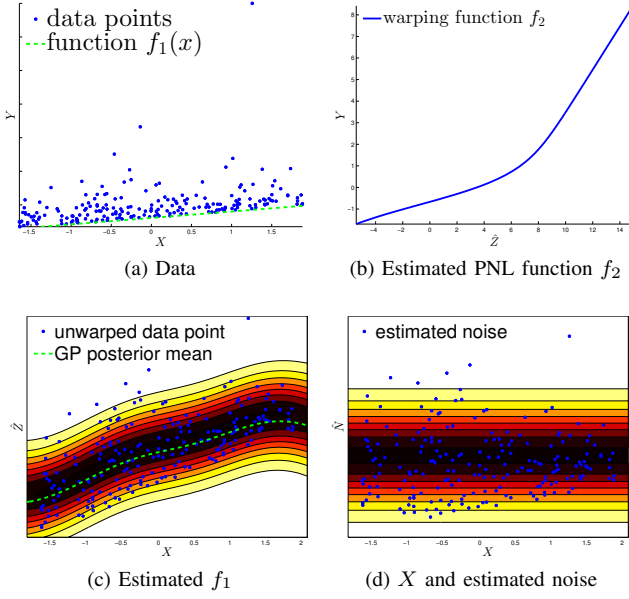 data points
function f₁(x)
Y
-1.5 -1 -0.5 0 0.5 1 1.5
X
(a) Data
warping function f₂
8
7
6
5
4
3
2
1
0
−1
Y
−4 −2 0 2 4 6 8 10 12 14
Ẑ
(b) Estimated PNL function f₂
unwarped data point
GP posterior mean
Ẑ
−1.5 −1 −0.5 0 0.5 1 1.5 2
X
(c) Estimated f₁
estimated noise
N̂
−1.5 −1 −0.5 0 0.5 1 1.5 2
X
(d) X and estimated noise